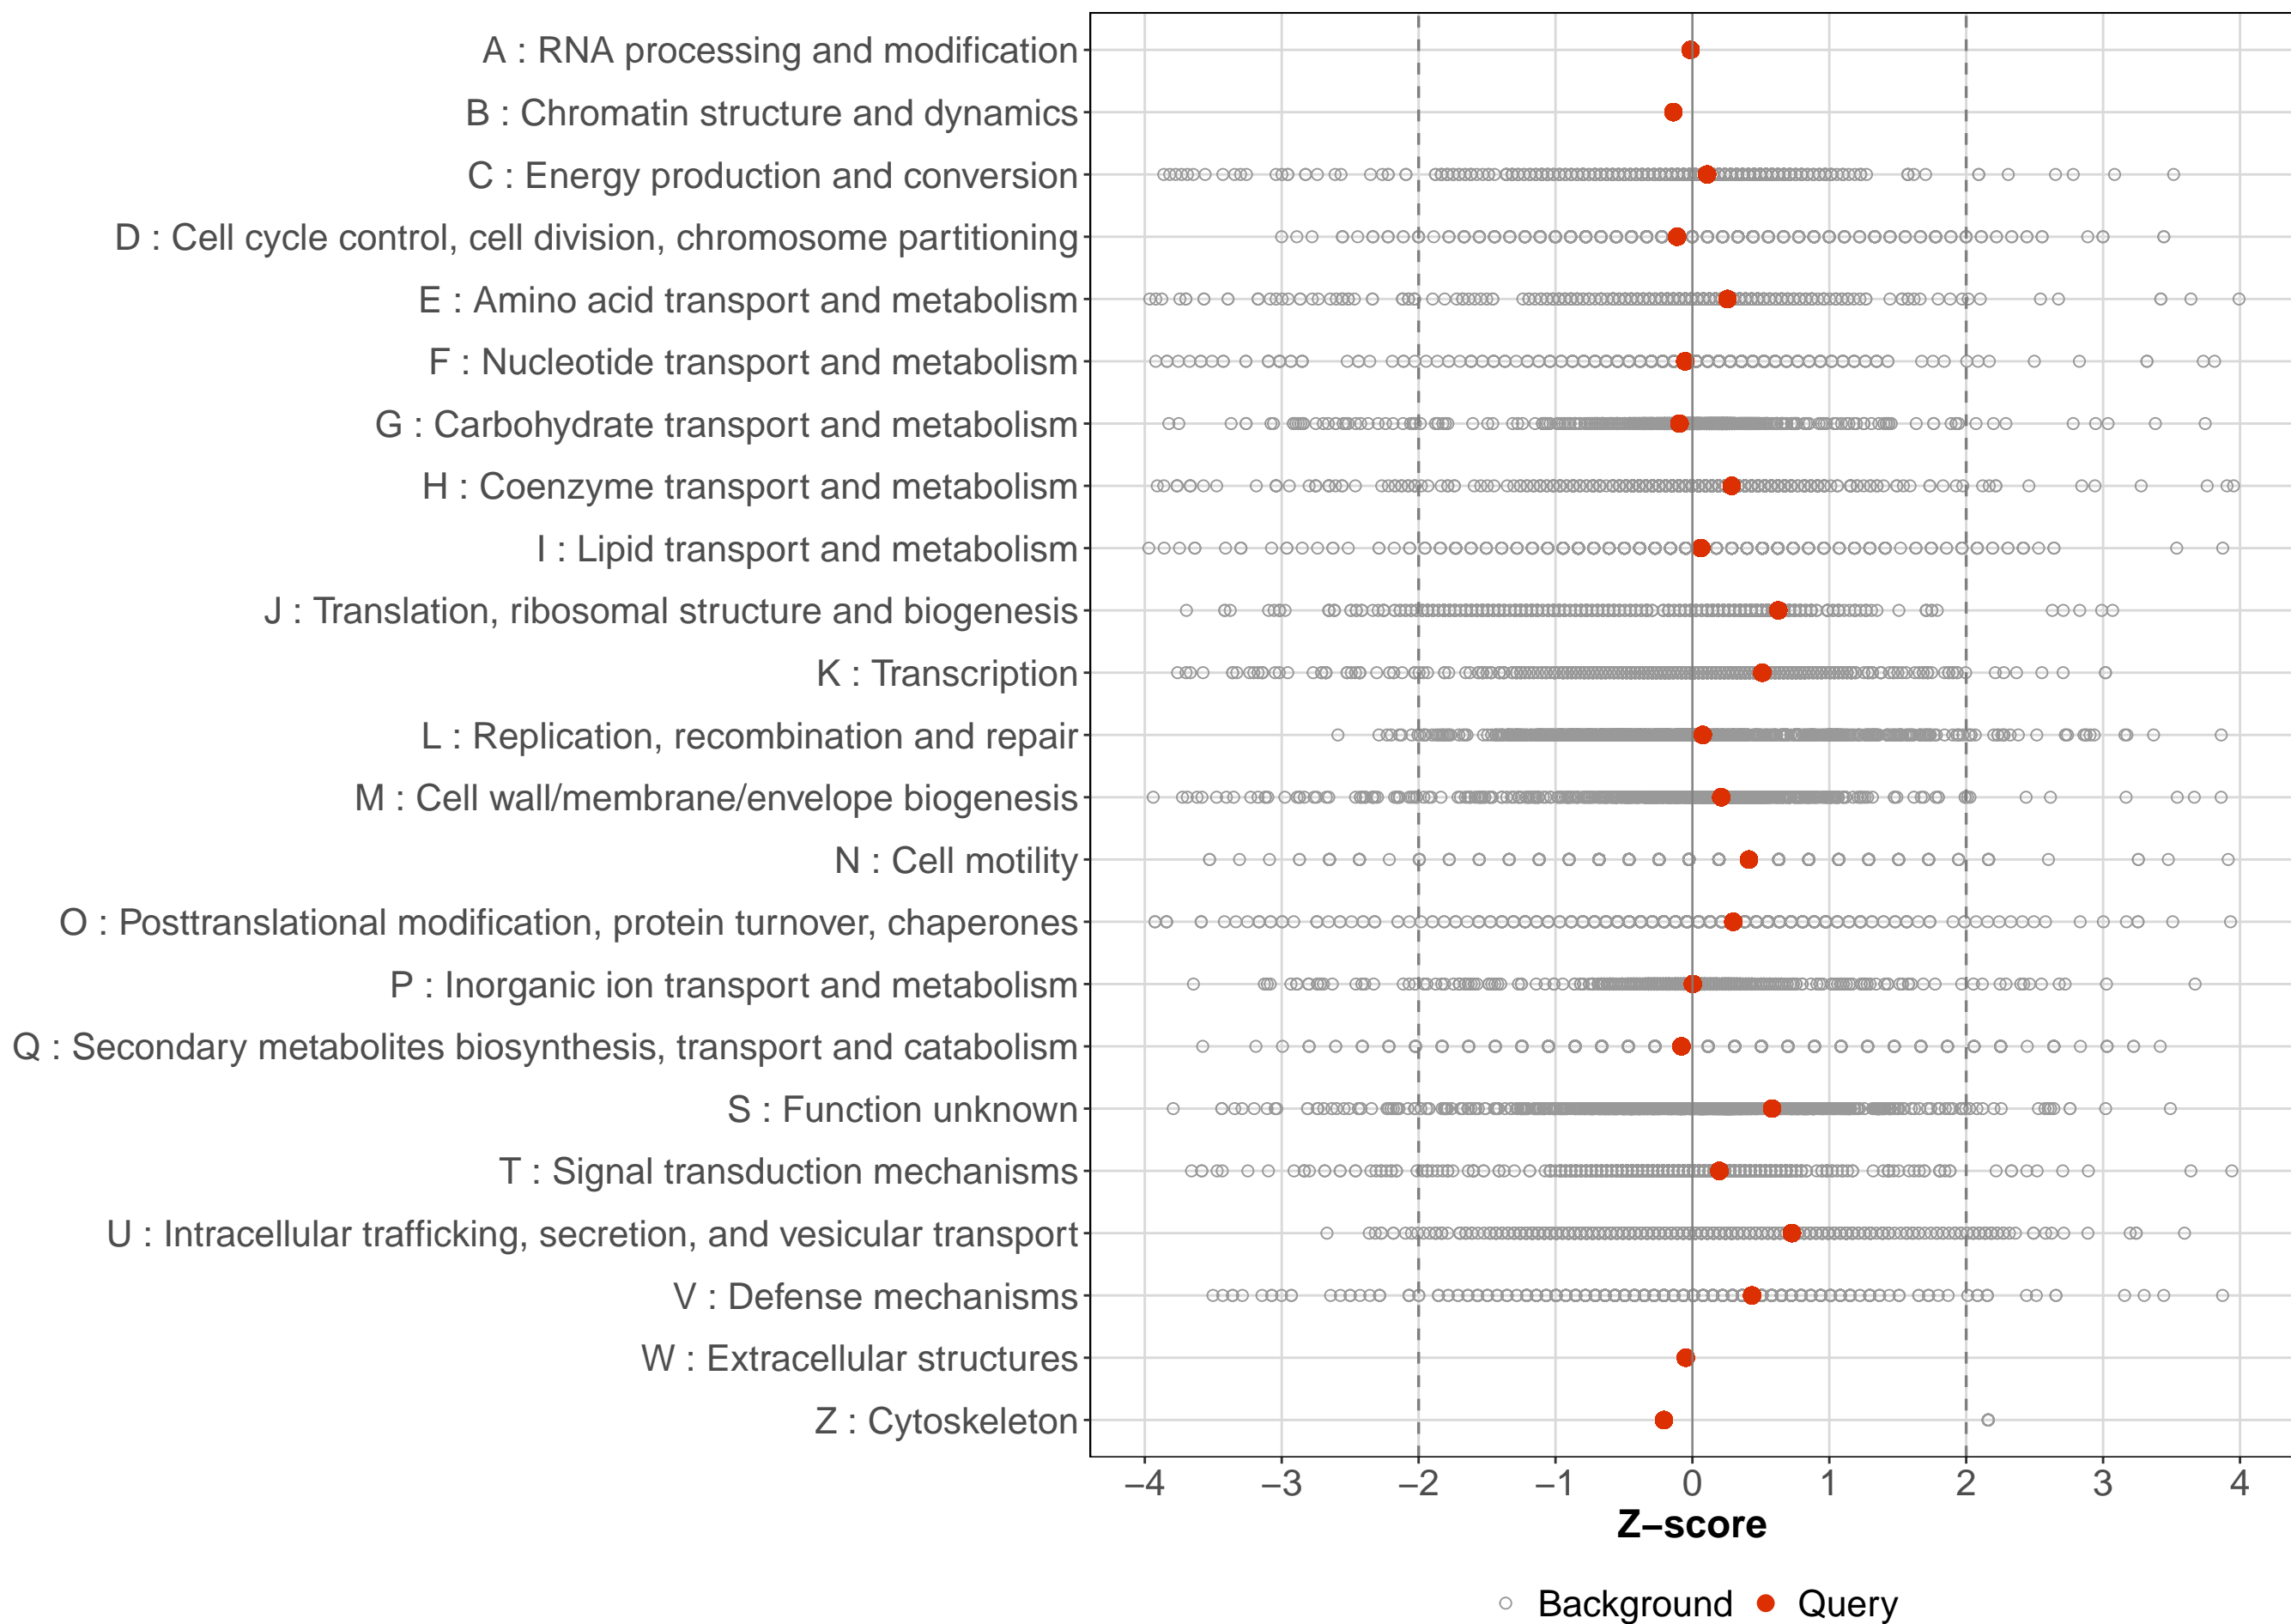 A : RNA processing and modification
B : Chromatin structure and dynamics
C : Energy production and conversion
D : Cell cycle control, cell division, chromosome partitioning
E : Amino acid transport and metabolism
F : Nucleotide transport and metabolism
G : Carbohydrate transport and metabolism
H : Coenzyme transport and metabolism
I : Lipid transport and metabolism
J : Translation, ribosomal structure and biogenesis
K : Transcription
L : Replication, recombination and repair
M : Cell wall/membrane/envelope biogenesis
N : Cell motility
O : Posttranslational modification, protein turnover, chaperones
P : Inorganic ion transport and metabolism
Q : Secondary metabolites biosynthesis, transport and catabolism
S : Function unknown
T : Signal transduction mechanisms
U : Intracellular trafficking, secretion, and vesicular transport
V : Defense mechanisms
W : Extracellular structures
Z : Cytoskeleton
−4 −3 −2 −1 0 1 2 3 4
Z−score
Background Query